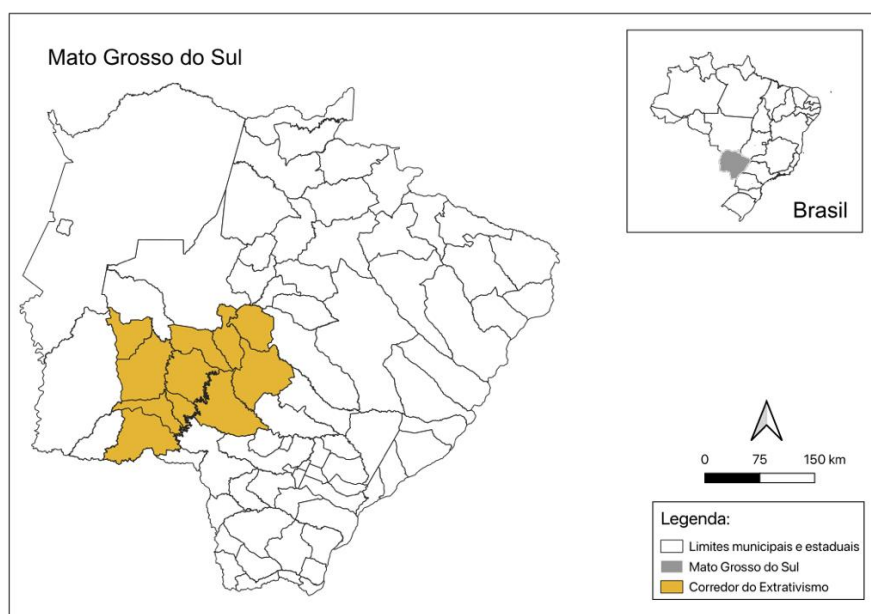 Mato Grosso do Sul
Brasil
0 75 150 km
Legenda:
Limites municipais e estaduais
Mato Grosso do Sul
Corredor do Extrativismo